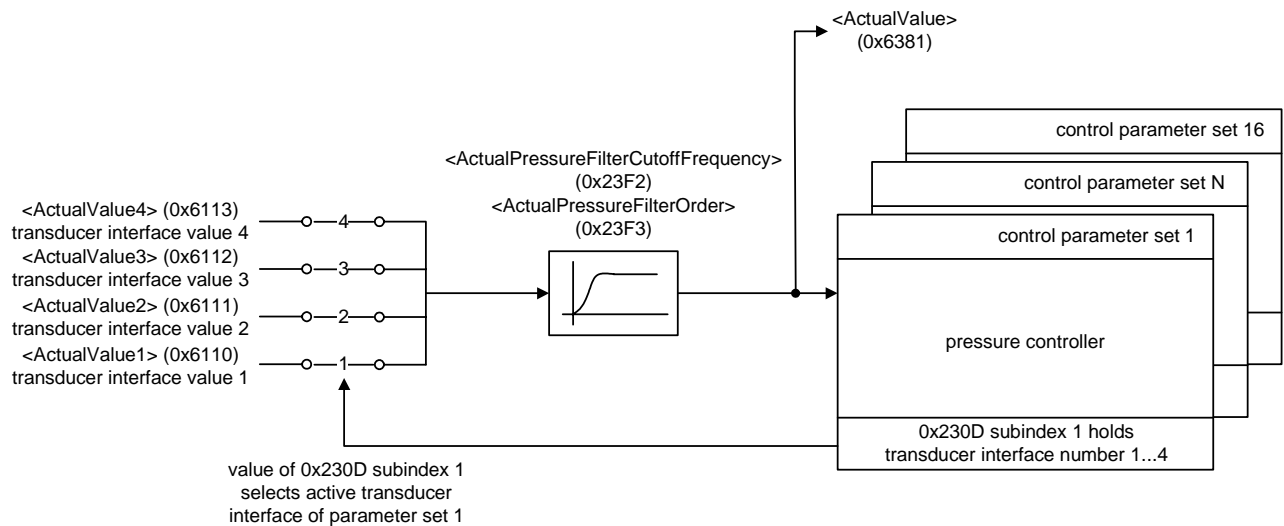 <ActualValue>
(0x6381)
control parameter set 16
<ActualPressureFilterCutoffFrequency>
(0x23F2)
<ActualPressureFilterOrder>
(0x23F3)
control parameter set N
<ActualValue4> (0x6113)
transducer interface value 4
4
control parameter set 1
<ActualValue3> (0x6112)
transducer interface value 3
3
<ActualValue2> (0x6111)
transducer interface value 2
2
<ActualValue1> (0x6110)
transducer interface value 1
1
pressure controller
0x230D subindex 1 holds
transducer interface number 1...4
value of 0x230D subindex 1
selects active transducer
interface of parameter set 1